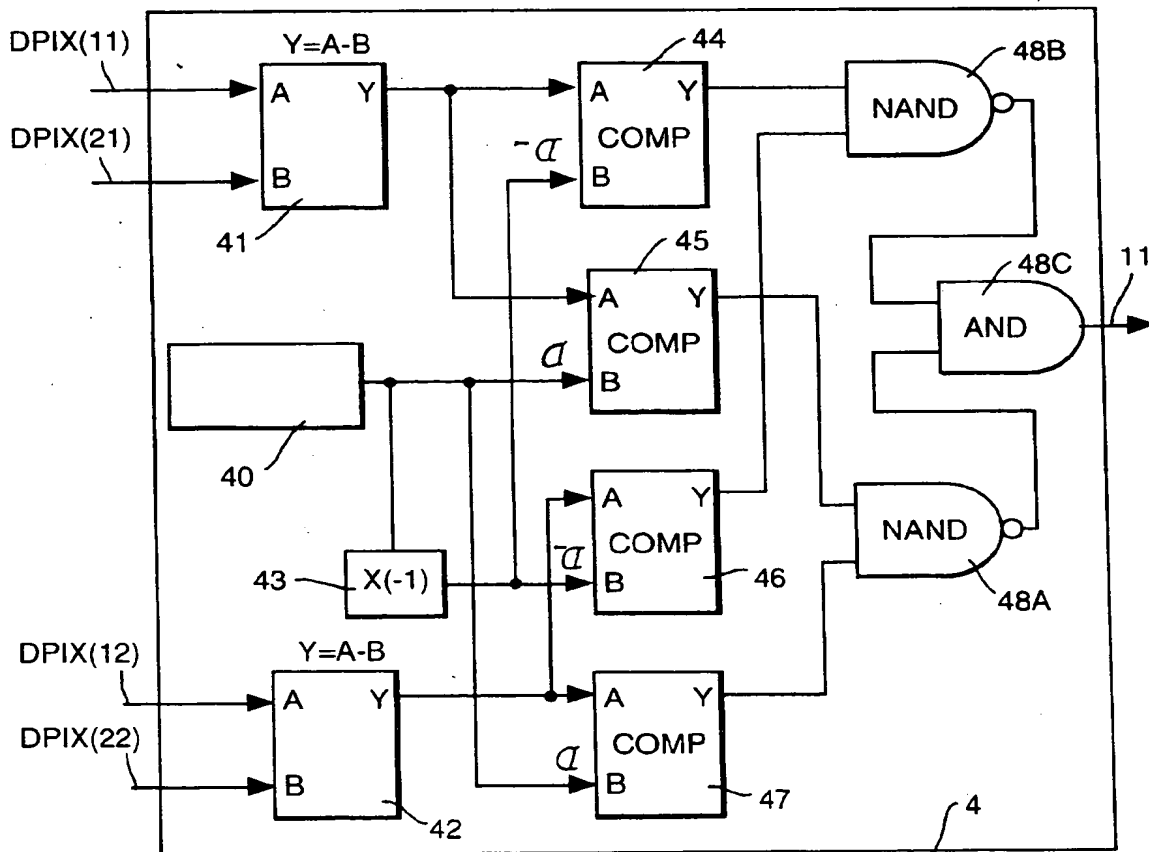 DPIX(11)
Y=A-B
44
48B
A
Y
A
Y
NAND
COMP
DPIX(21)
-D
B
B
41
45
48C
11
A
Y
AND
COMP
D
B
40
A
Y
NAND
COMP
-D
43
X(-1)
B
46
48A
DPIX(12)
Y=A-B
A
Y
A
Y
COMP
DPIX(22)
D
B
B
47
42
4